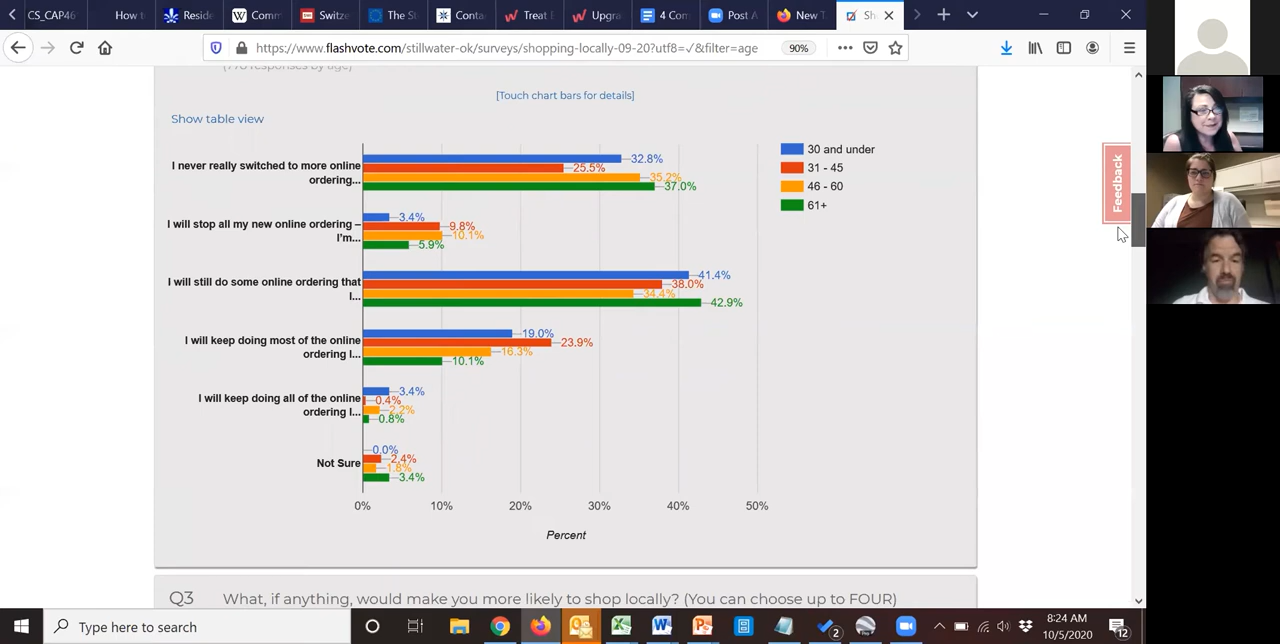 CS_CAP46
How t
Reside
Comm
Switze
The St
Conta
Treat E
Upgra
4 Com
Post A
New T
Sh
https://www.flashvote.com/stillwater-ok/surveys/shopping-locally-09-20?utf8=✓&filter=age
90%
[Touch chart bars for details]
Show table view
30 and under
31 - 45
46 - 60
61+
I never really switched to more online
ordering...
32.8%
25.5%
35.2%
37.0%
I will stop all my new online ordering –
I'm...
3.4%
9.8%
10.1%
5.9%
I will still do some online ordering that
I...
41.4%
38.0%
34.4%
42.9%
I will keep doing most of the online
ordering I...
19.0%
23.9%
16.3%
10.1%
I will keep doing all of the online
ordering I...
3.4%
0.4%
2.2%
0.8%
Not Sure
0.0%
2.4%
1.8%
3.4%
0%
10%
20%
30%
40%
50%
Percent
Feedback
Q3 What, if anything, would make you more likely to shop locally? (You can choose up to FOUR)
Type here to search
2
8:24 AM
10/5/2020
12